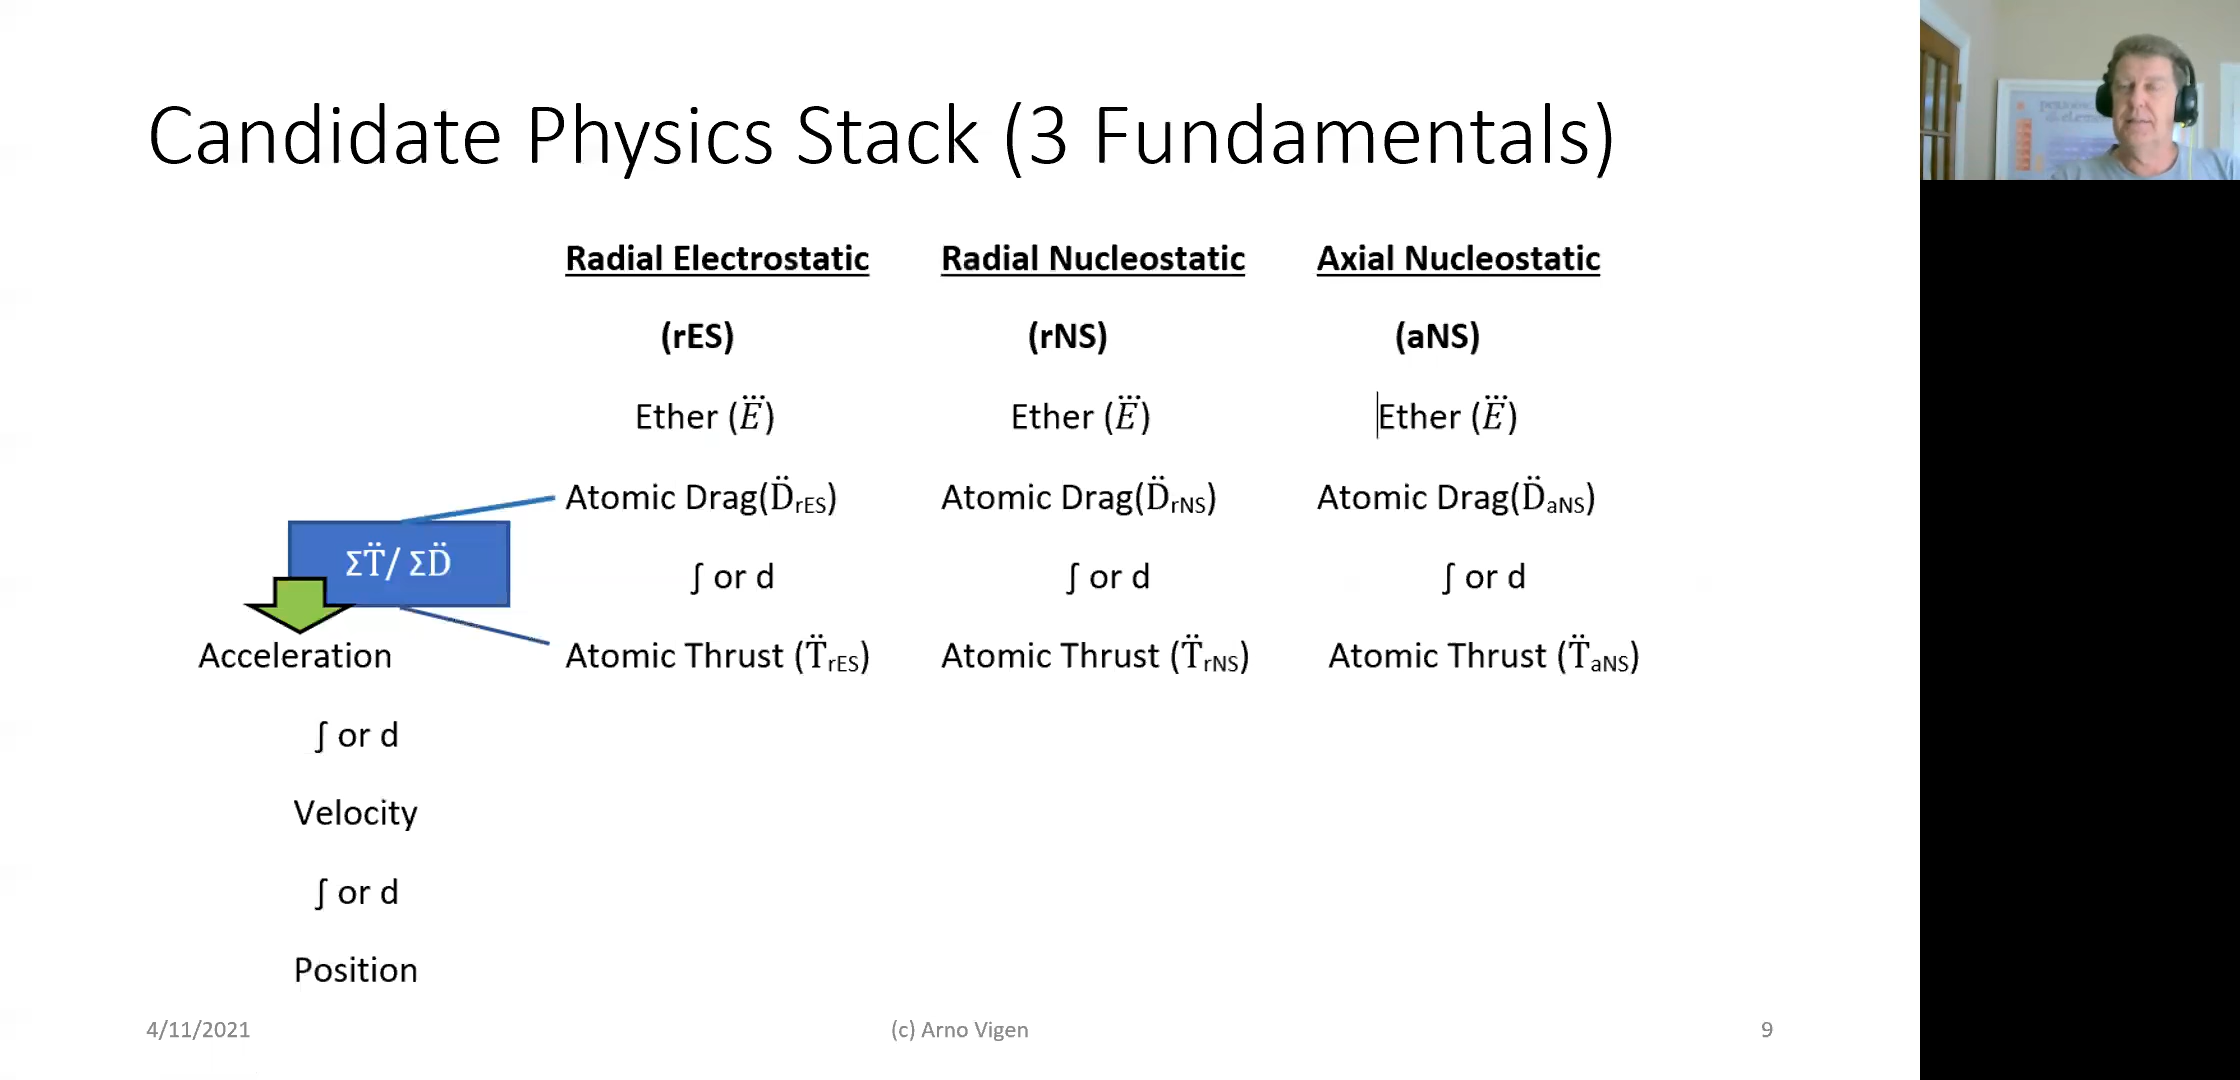 Candidate Physics Stack (3 Fundamentals)
Radial Electrostatic Radial Nucleostatic Axial Nucleostatic
(rES) (rNS) (aNS)
Ether (E⃛) Ether (E⃛) Ether (E⃛)
Atomic Drag(D̈rES) Atomic Drag(D̈rNS) Atomic Drag(D̈aNS)
ΣT̈/ ΣD̈
∫ or d ∫ or d ∫ or d
Acceleration Atomic Thrust (T̈rES) Atomic Thrust (T̈rNS) Atomic Thrust (T̈aNS)
∫ or d
Velocity
∫ or d
Position
4/11/2021 (c) Arno Vigen 9